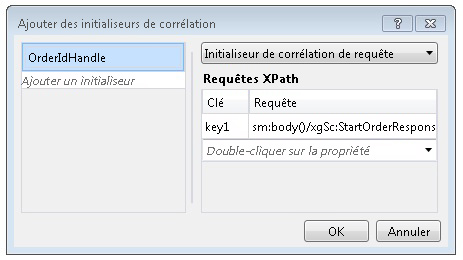 Ajouter des initialiseurs de corrélation
OrderIdHandle
Ajouter un initialiseur
Initialiseur de corrélation de requête
Requêtes XPath
Clé Requête
key1 sm:body()/xgSc:StartOrderRespons
Double-cliquer sur la propriété
OK Annuler